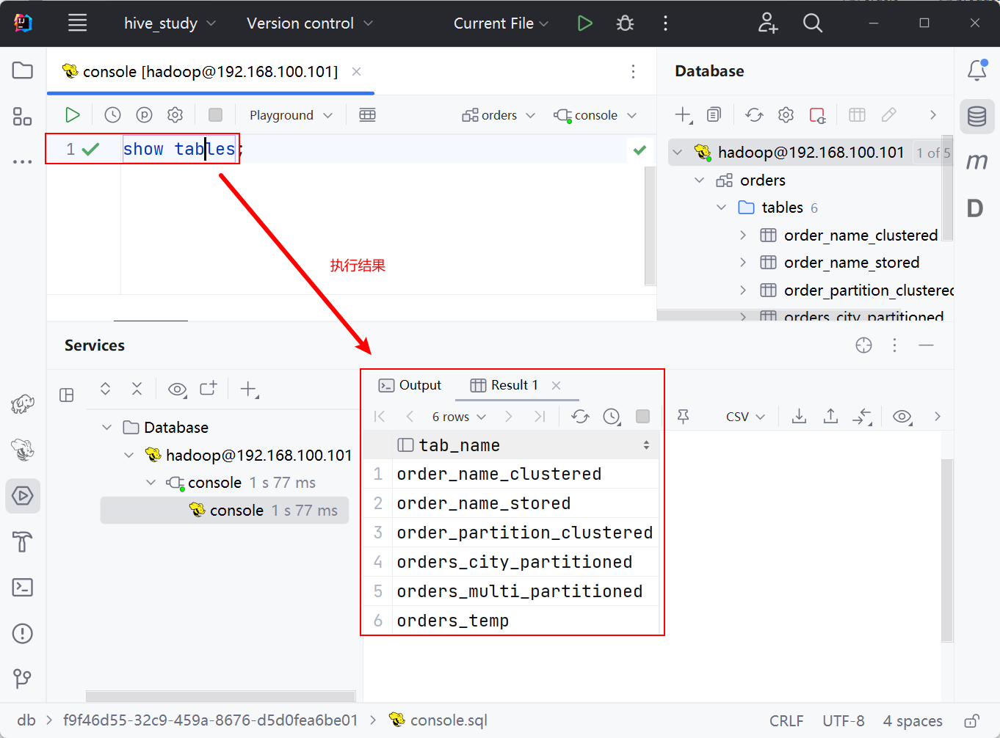 hive_study Version control Current File
console [hadoop@192.168.100.101]
Database
Playground orders console
1 show tables;
hadoop@192.168.100.101 1 of 5
orders
tables 6
order_name_clustered
order_name_stored
order_partition_clustered
orders_city_partitioned
执行结果
m
D
Services
Output Result 1
6 rows CSV
Database
hadoop@192.168.100.101
console 1 s 77 ms
console 1 s 77 ms
tab_name
1 order_name_clustered
2 order_name_stored
3 order_partition_clustered
4 orders_city_partitioned
5 orders_multi_partitioned
6 orders_temp
db > f9f46d55-32c9-459a-8676-d5d0fea6be01 > console.sql
CRLF UTF-8 4 spaces